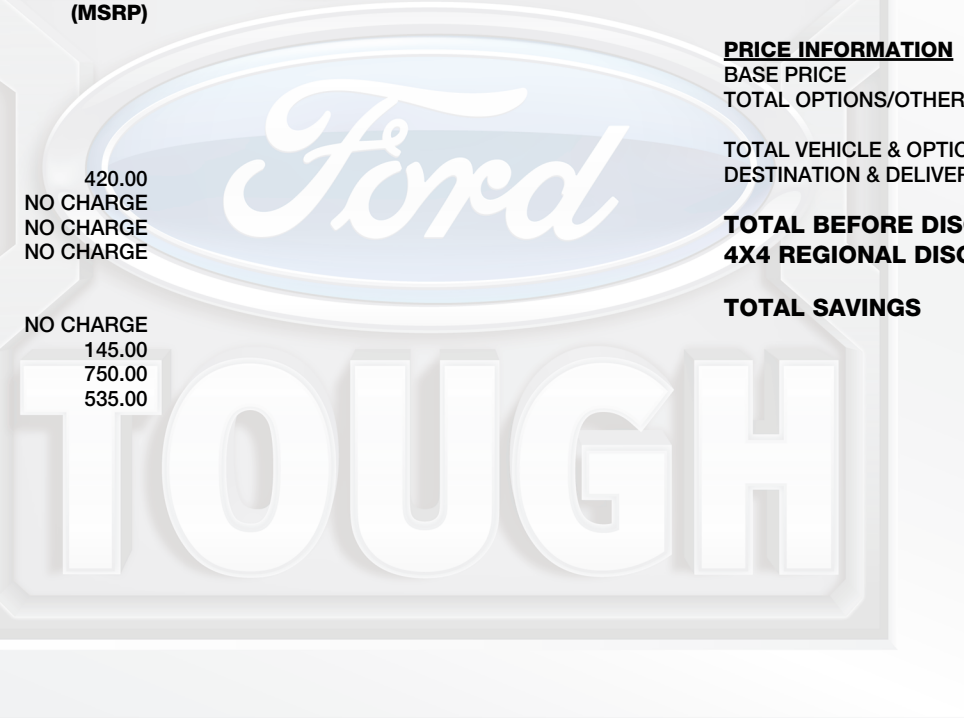 (MSRP)
420.00
NO CHARGE
NO CHARGE
NO CHARGE
NO CHARGE
145.00
750.00
535.00
Ford
TOUGH
PRICE INFORMATION
BASE PRICE
TOTAL OPTIONS/OTHER
TOTAL VEHICLE & OPTIO
DESTINATION & DELIVER
TOTAL BEFORE DISC
4X4 REGIONAL DISC
TOTAL SAVINGS